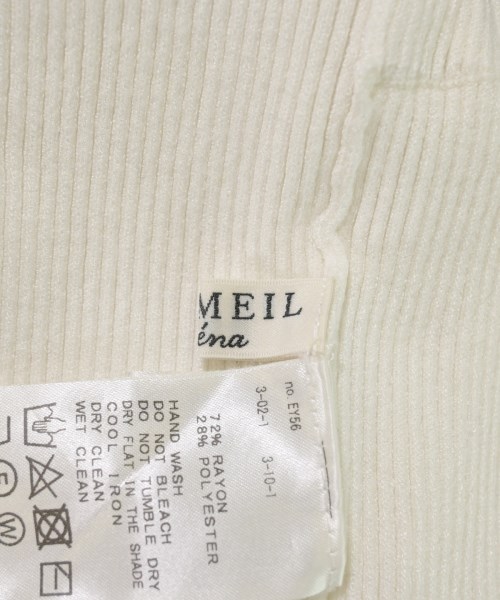 MEIL
éna
no. EY56
3-02-1 3-10-1
72% RAYON
28% POLYESTER
HAND WASH
DO NOT BLEACH
DO NOT TUMBLE DRY
DRY FLAT IN THE SHADE
COOL IRON
DRY CLEAN
WET CLEAN
F
W